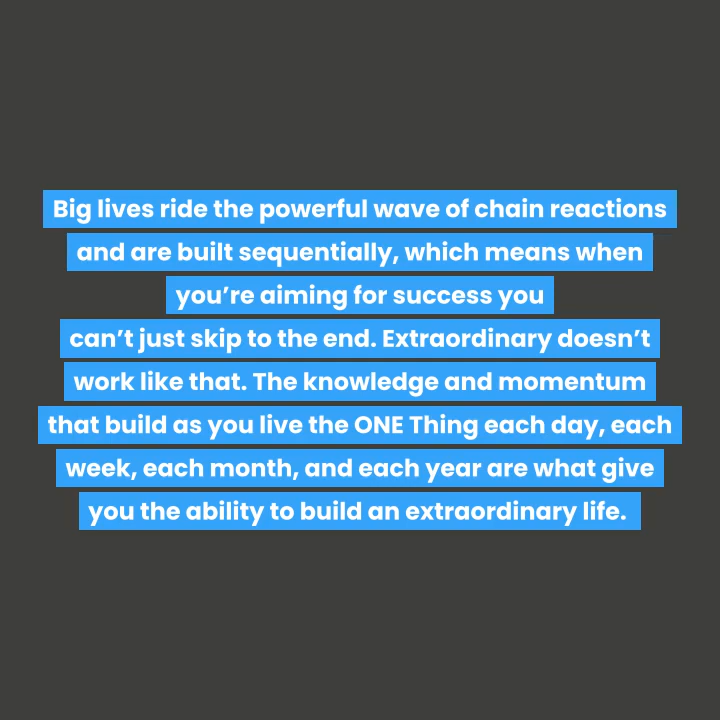 Big lives ride the powerful wave of chain reactions
and are built sequentially, which means when
you’re aiming for success you
can’t just skip to the end. Extraordinary doesn’t
work like that. The knowledge and momentum
that build as you live the ONE Thing each day, each
week, each month, and each year are what give
you the ability to build an extraordinary life.